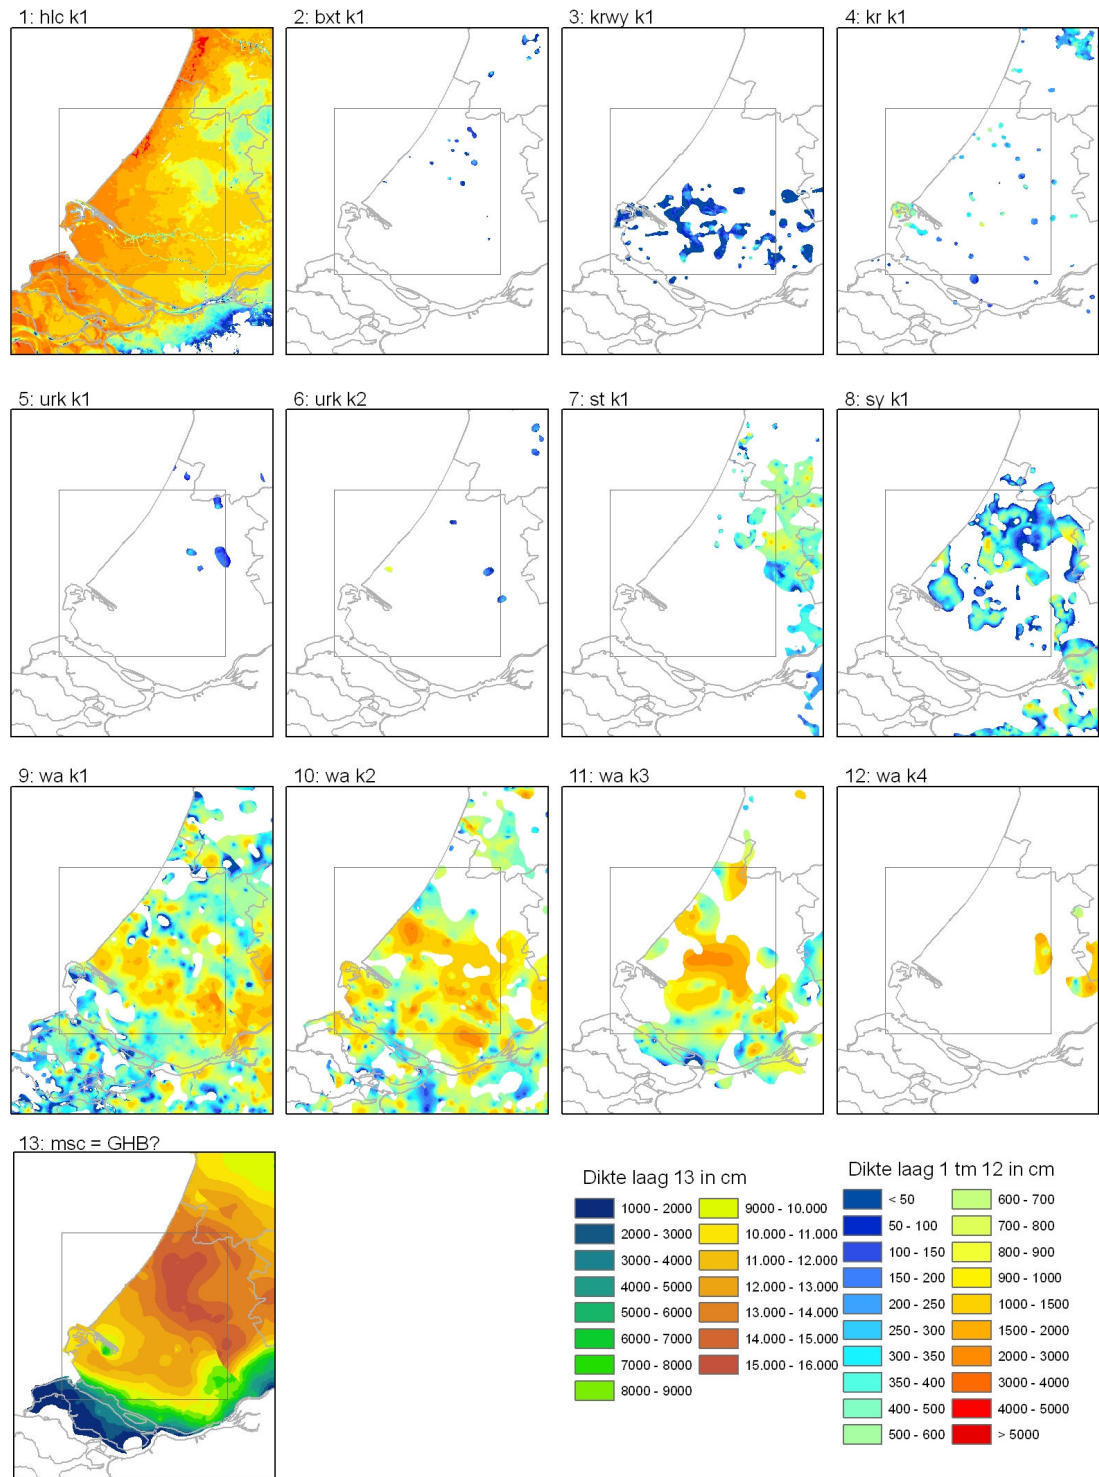 1: hlc k1
2: bxt k1
3: krwy k1
4: kr k1
5: urk k1
6: urk k2
7: st k1
8: sy k1
9: wa k1
10: wa k2
11: wa k3
12: wa k4
13: msc = GHB?
Dikte laag 13 in cm
1000 - 2000
2000 - 3000
3000 - 4000
4000 - 5000
5000 - 6000
6000 - 7000
7000 - 8000
8000 - 9000
9000 - 10.000
10.000 - 11.000
11.000 - 12.000
12.000 - 13.000
13.000 - 14.000
14.000 - 15.000
15.000 - 16.000
Dikte laag 1 tm 12 in cm
< 50
50 - 100
100 - 150
150 - 200
200 - 250
250 - 300
300 - 350
350 - 400
400 - 500
500 - 600
600 - 700
700 - 800
800 - 900
900 - 1000
1000 - 1500
1500 - 2000
2000 - 3000
3000 - 4000
4000 - 5000
> 5000